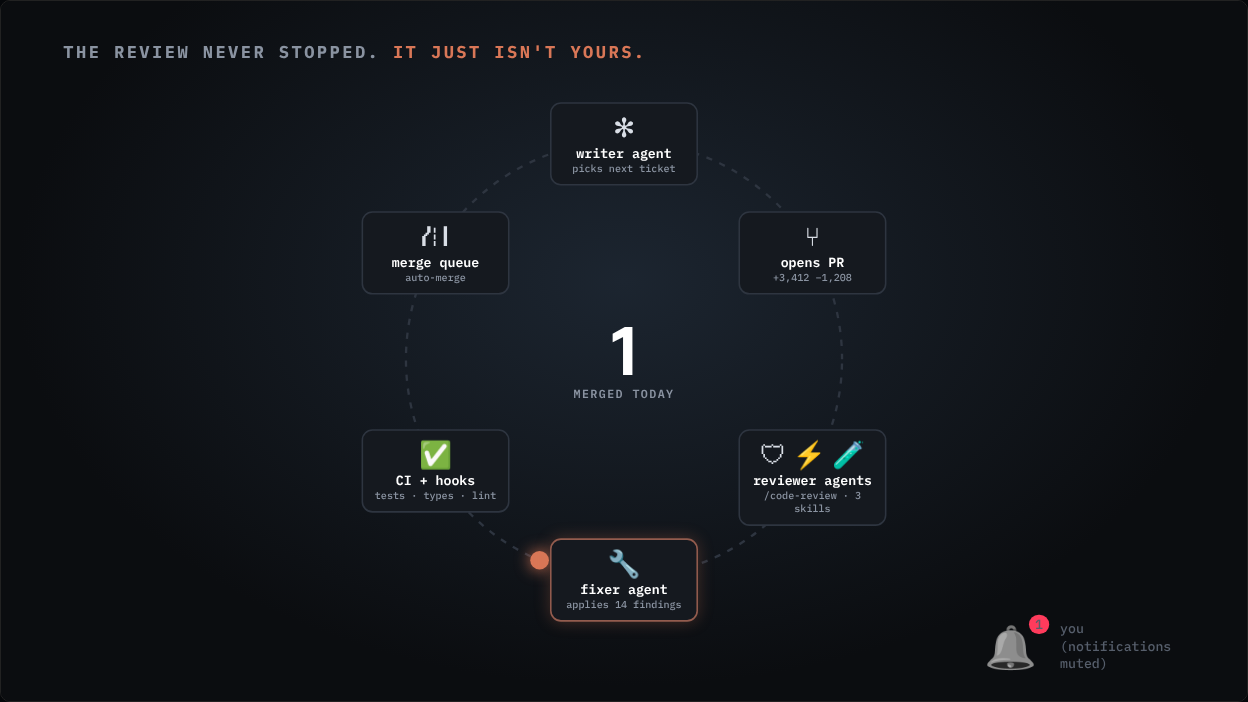 THE REVIEW NEVER STOPPED. IT JUST ISN'T YOURS.
writer agent
picks next ticket
merge queue
auto-merge
opens PR
+3,412 −1,208
1
MERGED TODAY
CI + hooks
tests · types · lint
reviewer agents
/code-review · 3
skills
fixer agent
applies 14 findings
1
you
(notifications
muted)